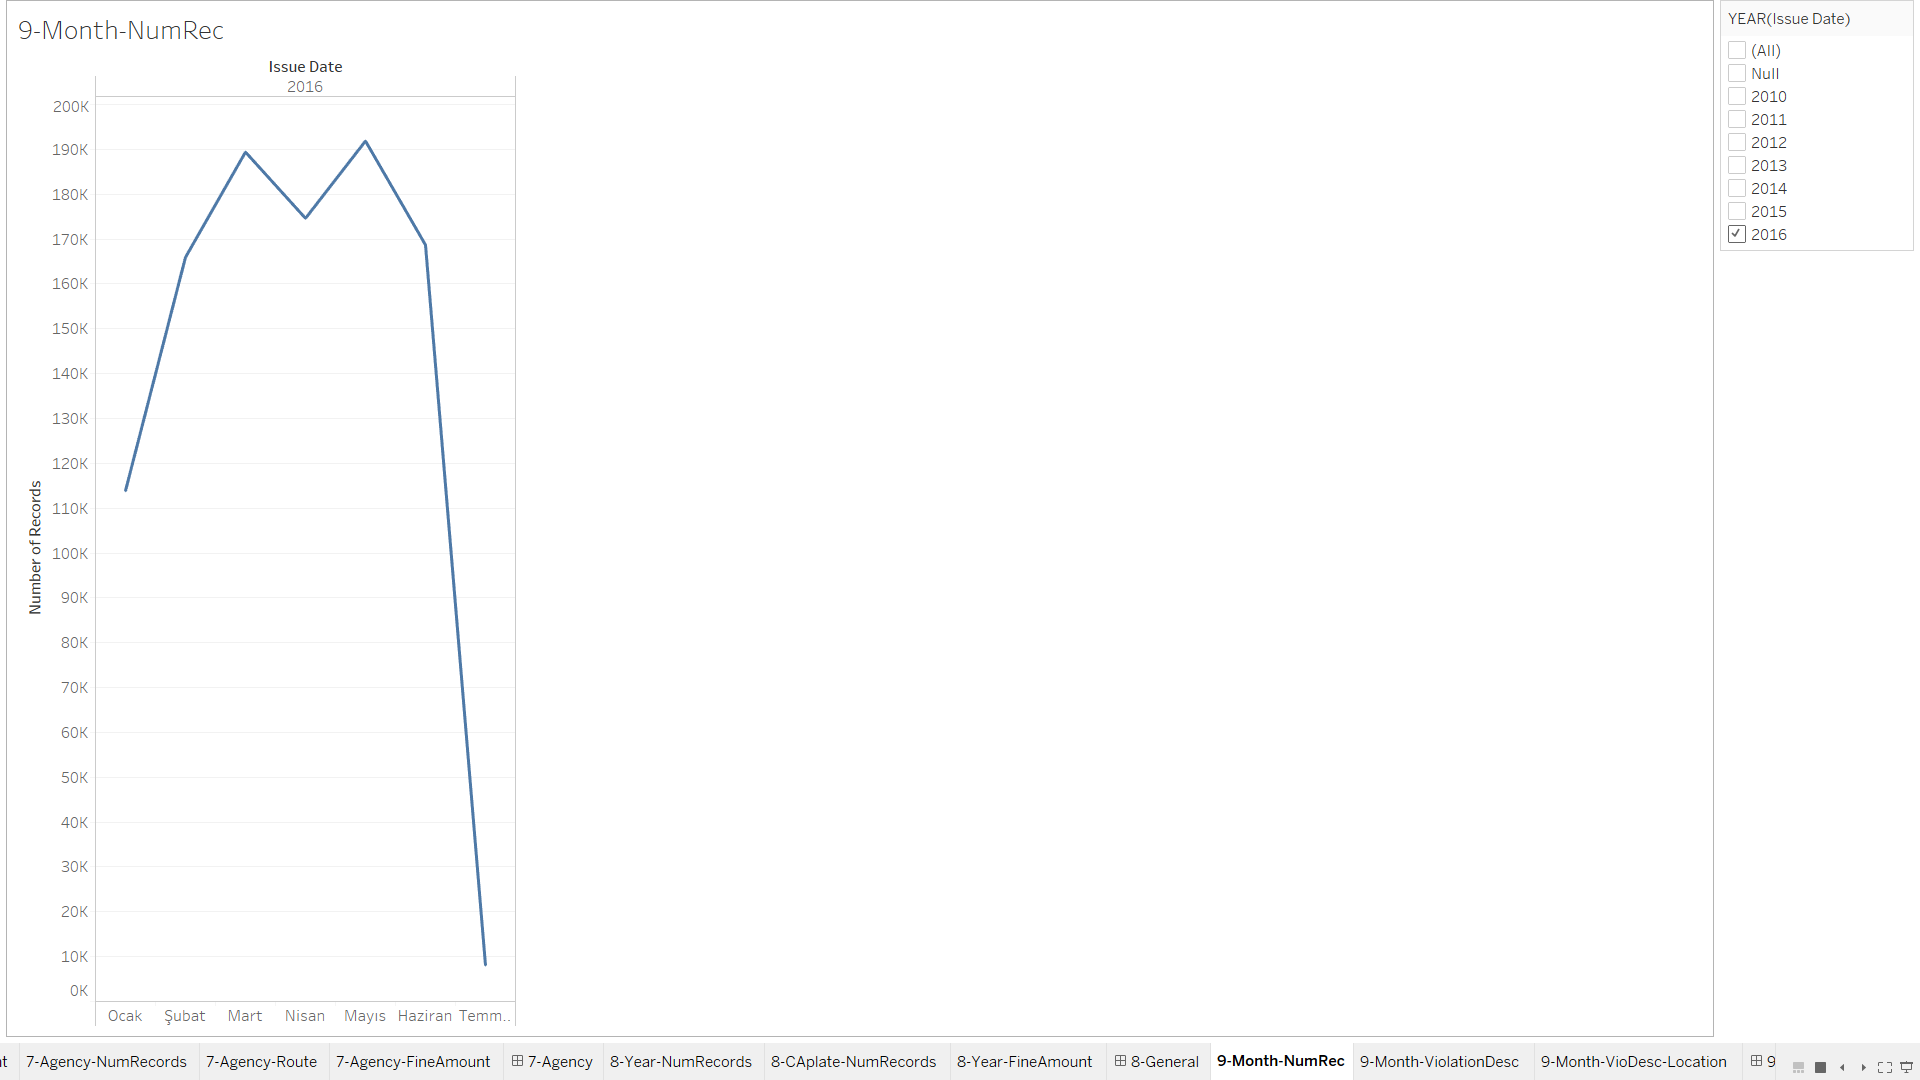 9-Month-NumRec
Issue Date
2016
Number of Records
200K
190K
180K
170K
160K
150K
140K
130K
120K
110K
100K
90K
80K
70K
60K
50K
40K
30K
20K
10K
0K
Ocak Şubat Mart Nisan Mayıs Haziran Temm..
YEAR(Issue Date)
(All)
Null
2010
2011
2012
2013
2014
2015
2016
t 7-Agency-NumRecords 7-Agency-Route 7-Agency-FineAmount 7-Agency 8-Year-NumRecords 8-CAplate-NumRecords 8-Year-FineAmount 8-General 9-Month-NumRec 9-Month-ViolationDesc 9-Month-VioDesc-Location 9